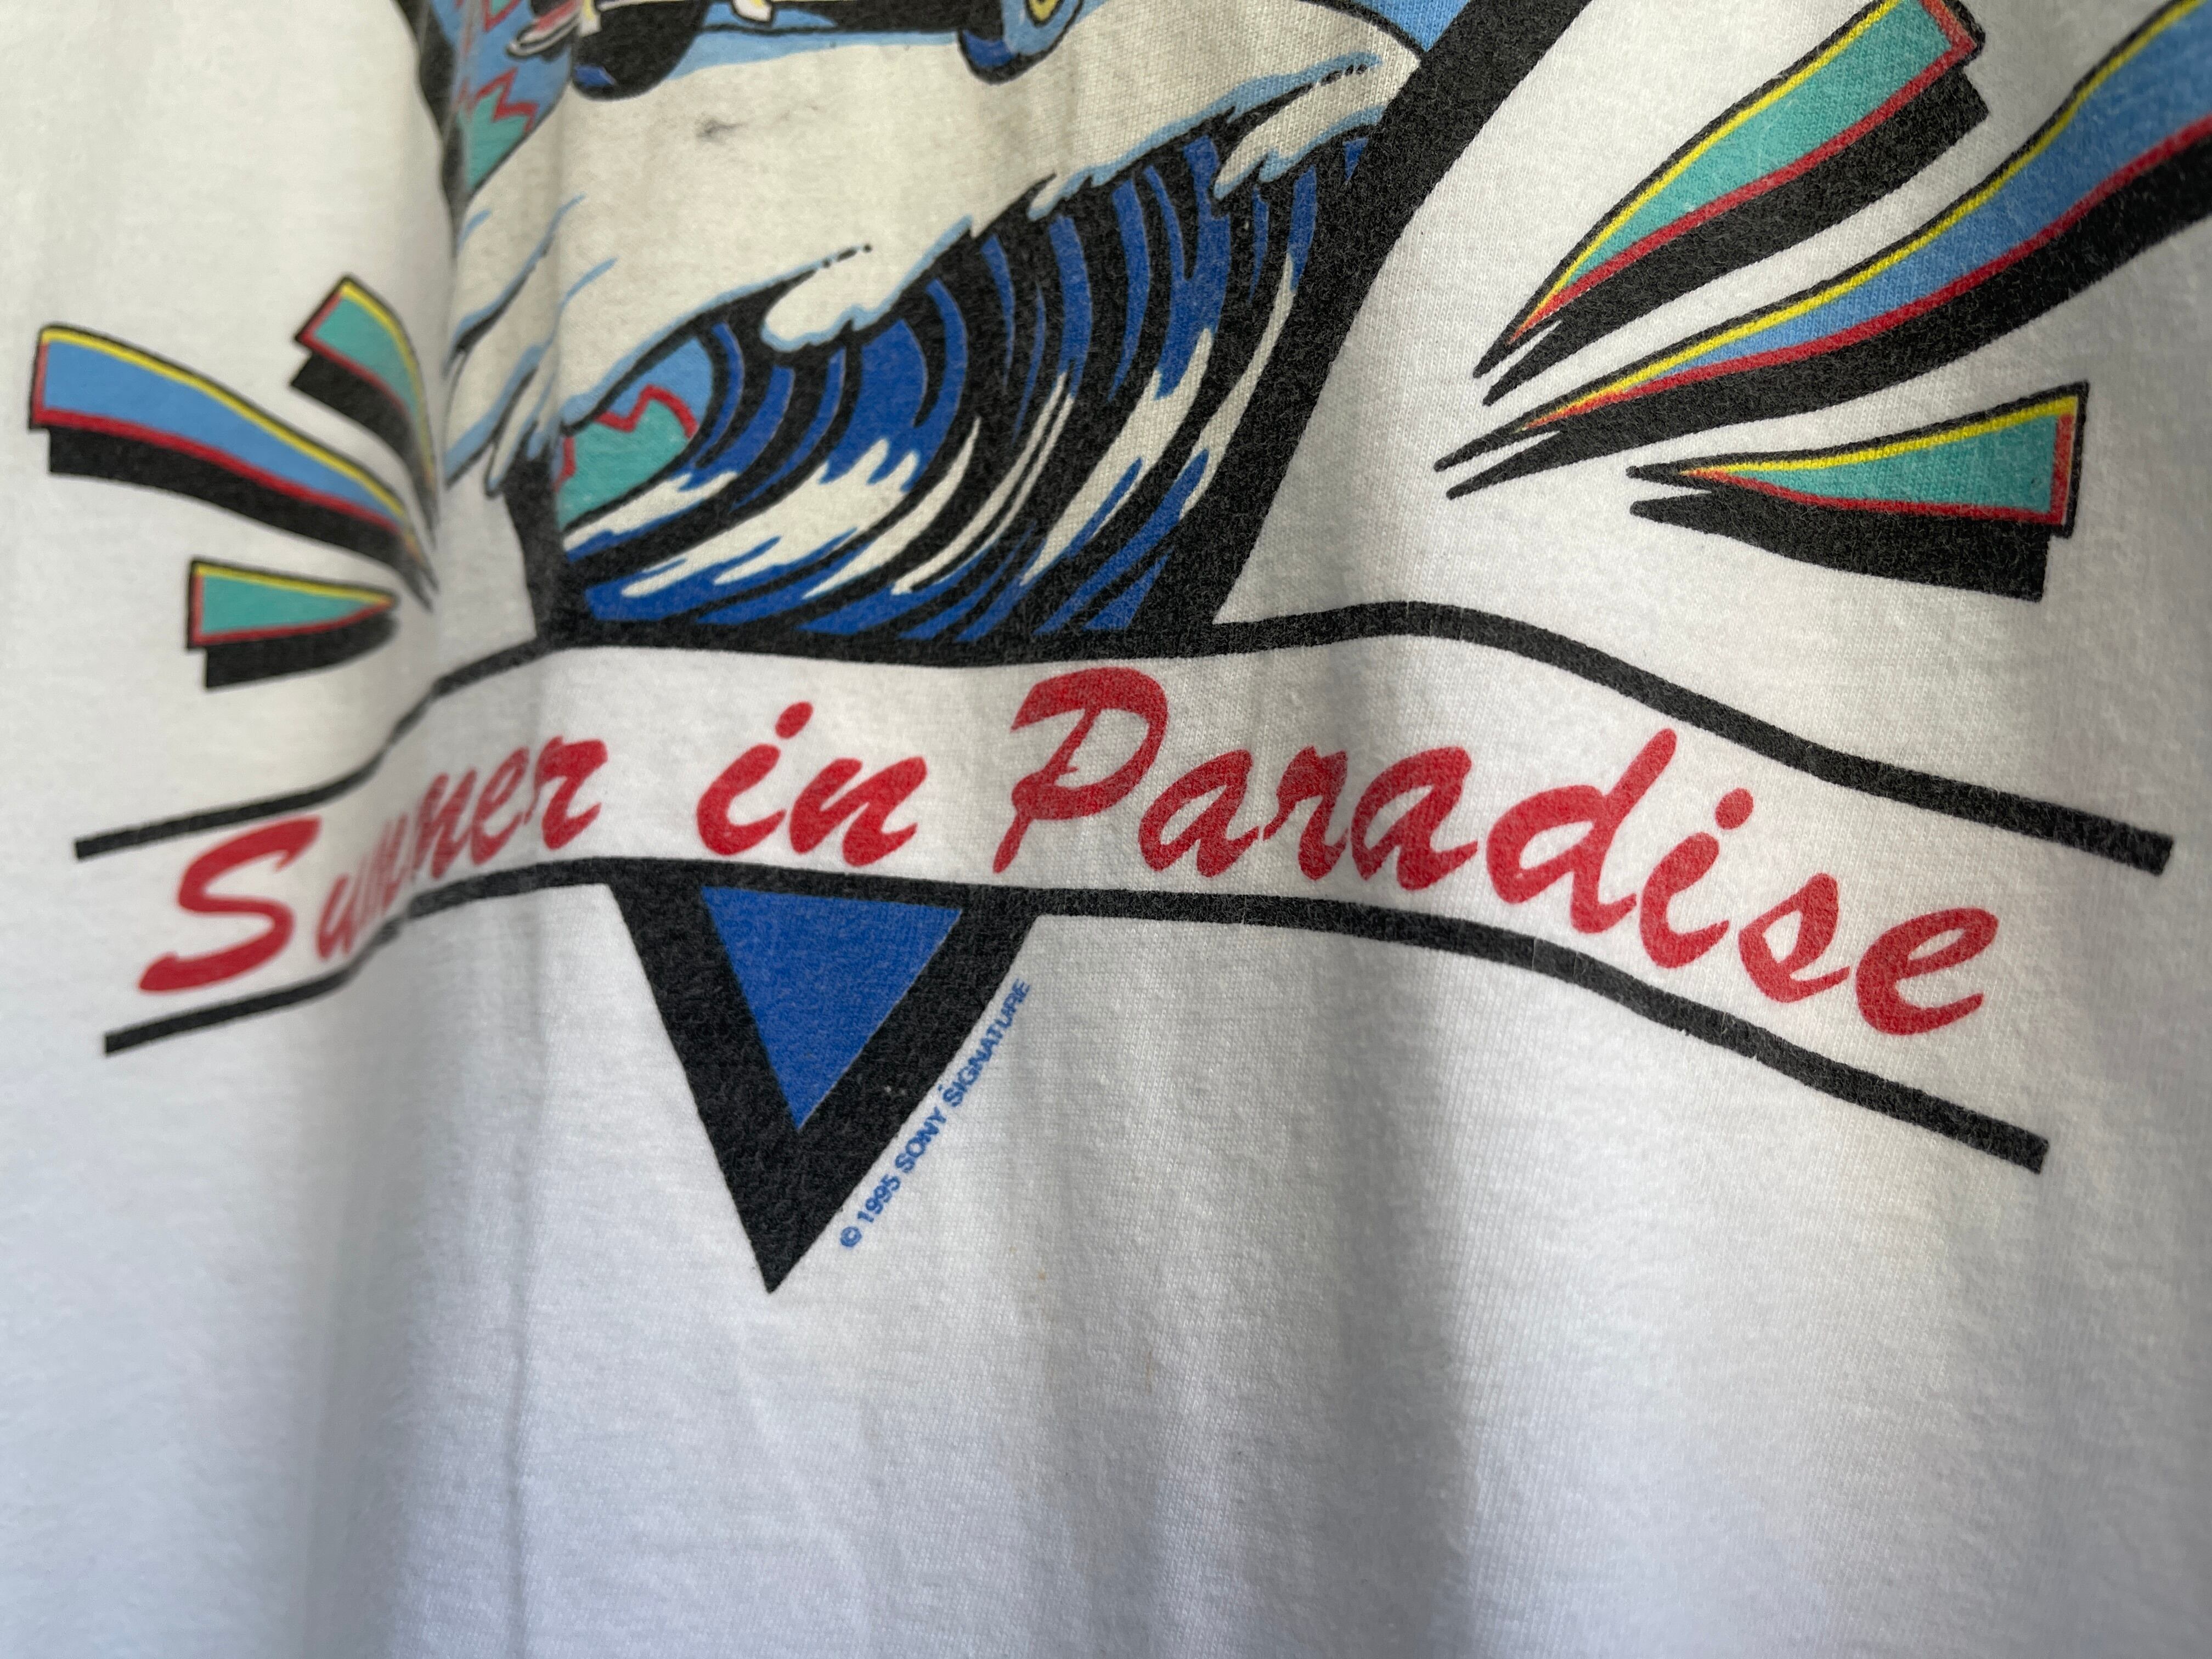 Summer in Paradise
© 1995 SONY SIGNATURE